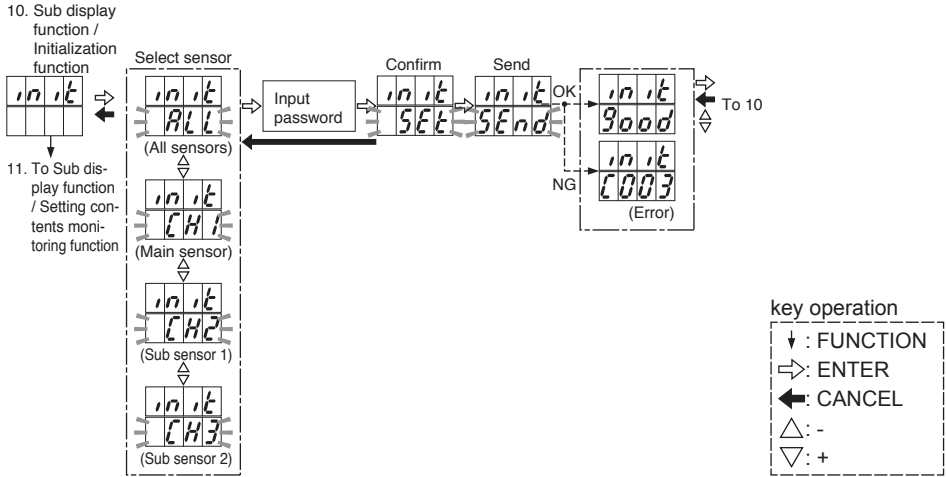 10. Sub display
function /
Initialization
function
init
11. To Sub dis-
play function
/ Setting con-
tents moni-
toring function
Select sensor
init
ALL
(All sensors)
init
CH1
(Main sensor)
init
CH2
(Sub sensor 1)
init
CH3
(Sub sensor 2)
Input
password
Confirm
init
SEt
Send
init
SEnd
OK
init
good
NG
init
C003
(Error)
To 10
key operation
: FUNCTION
: ENTER
: CANCEL
: -
: +